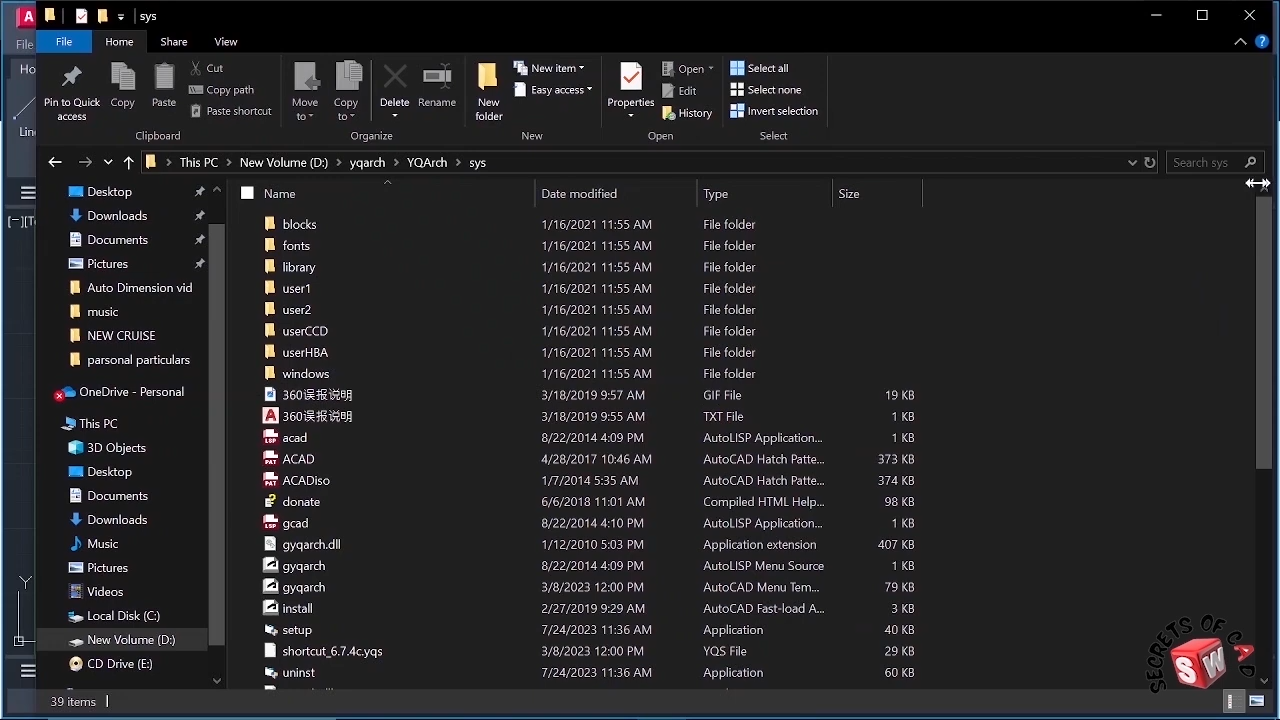 sys
File
Home
Share
View
File
Ho
Pin to Quick access
Copy
Paste
Cut
Copy path
Paste shortcut
Move to
Copy to
Delete
Rename
New folder
New item
Easy access
Properties
Open
Edit
History
Select all
Select none
Invert selection
Lin
Clipboard
Organize
New
Open
Select
This PC > New Volume (D:) > yqarch > YQArch > sys
Search sys
Name
Date modified
Type
Size
Desktop
Downloads
Documents
Pictures
Auto Dimension vid
music
NEW CRUISE
parsonal particulars
OneDrive - Personal
This PC
3D Objects
Desktop
Documents
Downloads
Music
Pictures
Videos
Local Disk (C:)
New Volume (D:)
CD Drive (E:)
blocks 1/16/2021 11:55 AM File folder
fonts 1/16/2021 11:55 AM File folder
library 1/16/2021 11:55 AM File folder
user1 1/16/2021 11:55 AM File folder
user2 1/16/2021 11:55 AM File folder
userCCD 1/16/2021 11:55 AM File folder
userHBA 1/16/2021 11:55 AM File folder
windows 1/16/2021 11:55 AM File folder
360误报说明 3/18/2019 9:57 AM GIF File 19 KB
360误报说明 3/18/2019 9:55 AM TXT File 1 KB
acad 8/22/2014 4:09 PM AutoLISP Application... 1 KB
ACAD 4/28/2017 10:46 AM AutoCAD Hatch Patte... 373 KB
ACADiso 1/7/2014 5:35 AM AutoCAD Hatch Patte... 374 KB
donate 6/6/2018 11:01 AM Compiled HTML Help... 98 KB
gcad 8/22/2014 4:10 PM AutoLISP Application... 1 KB
gyqarch.dll 1/12/2010 5:03 PM Application extension 407 KB
gyqarch 8/22/2014 4:09 PM AutoLISP Menu Source 1 KB
gyqarch 3/8/2023 12:00 PM AutoCAD Menu Tem... 79 KB
install 2/27/2019 9:29 AM AutoCAD Fast-load A... 3 KB
setup 7/24/2023 11:36 AM Application 40 KB
shortcut_6.7.4c.yqs 3/8/2023 12:00 PM YQS File 29 KB
uninst 7/24/2023 11:36 AM Application 60 KB
39 items
Y
SECRETS OF CAD
SW